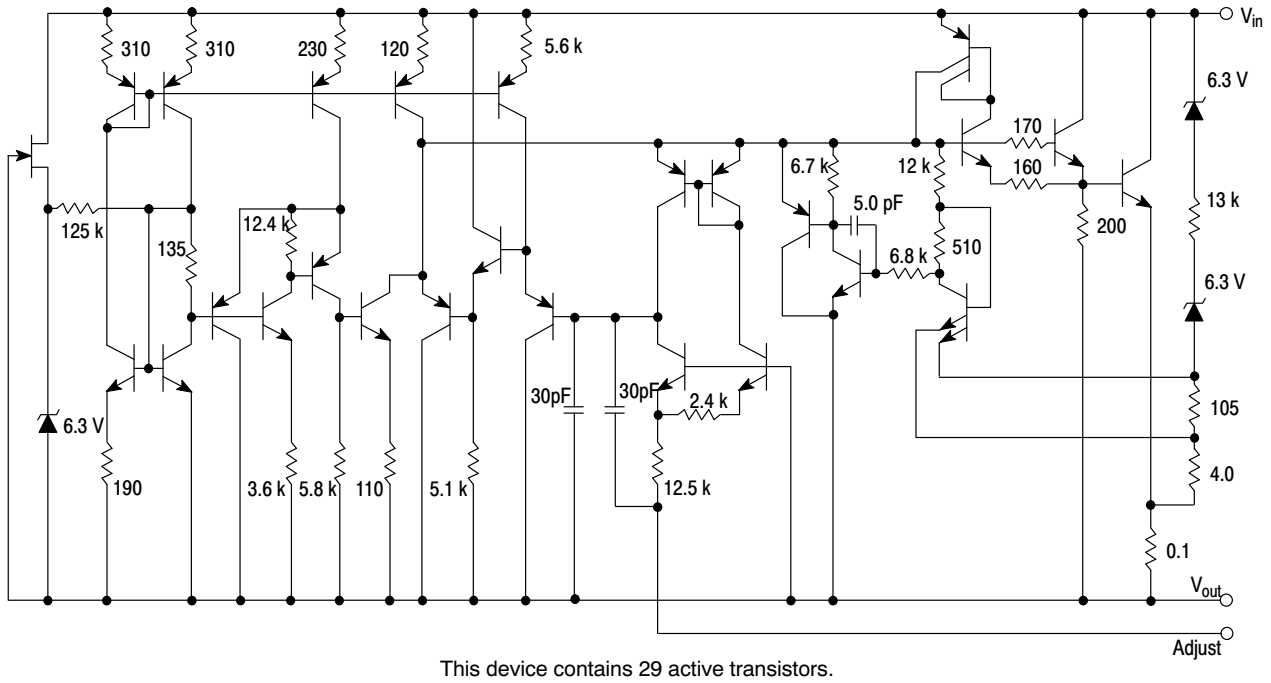 Vin
310
310
230
120
5.6 k
6.3 V
170
6.7 k
12 k
160
5.0 pF
13 k
125 k
12.4 k
200
135
6.8 k
510
6.3 V
30pF
30pF
2.4 k
105
6.3 V
190
3.6 k
5.8 k
110
5.1 k
12.5 k
4.0
0.1
Vout
Adjust
This device contains 29 active transistors.